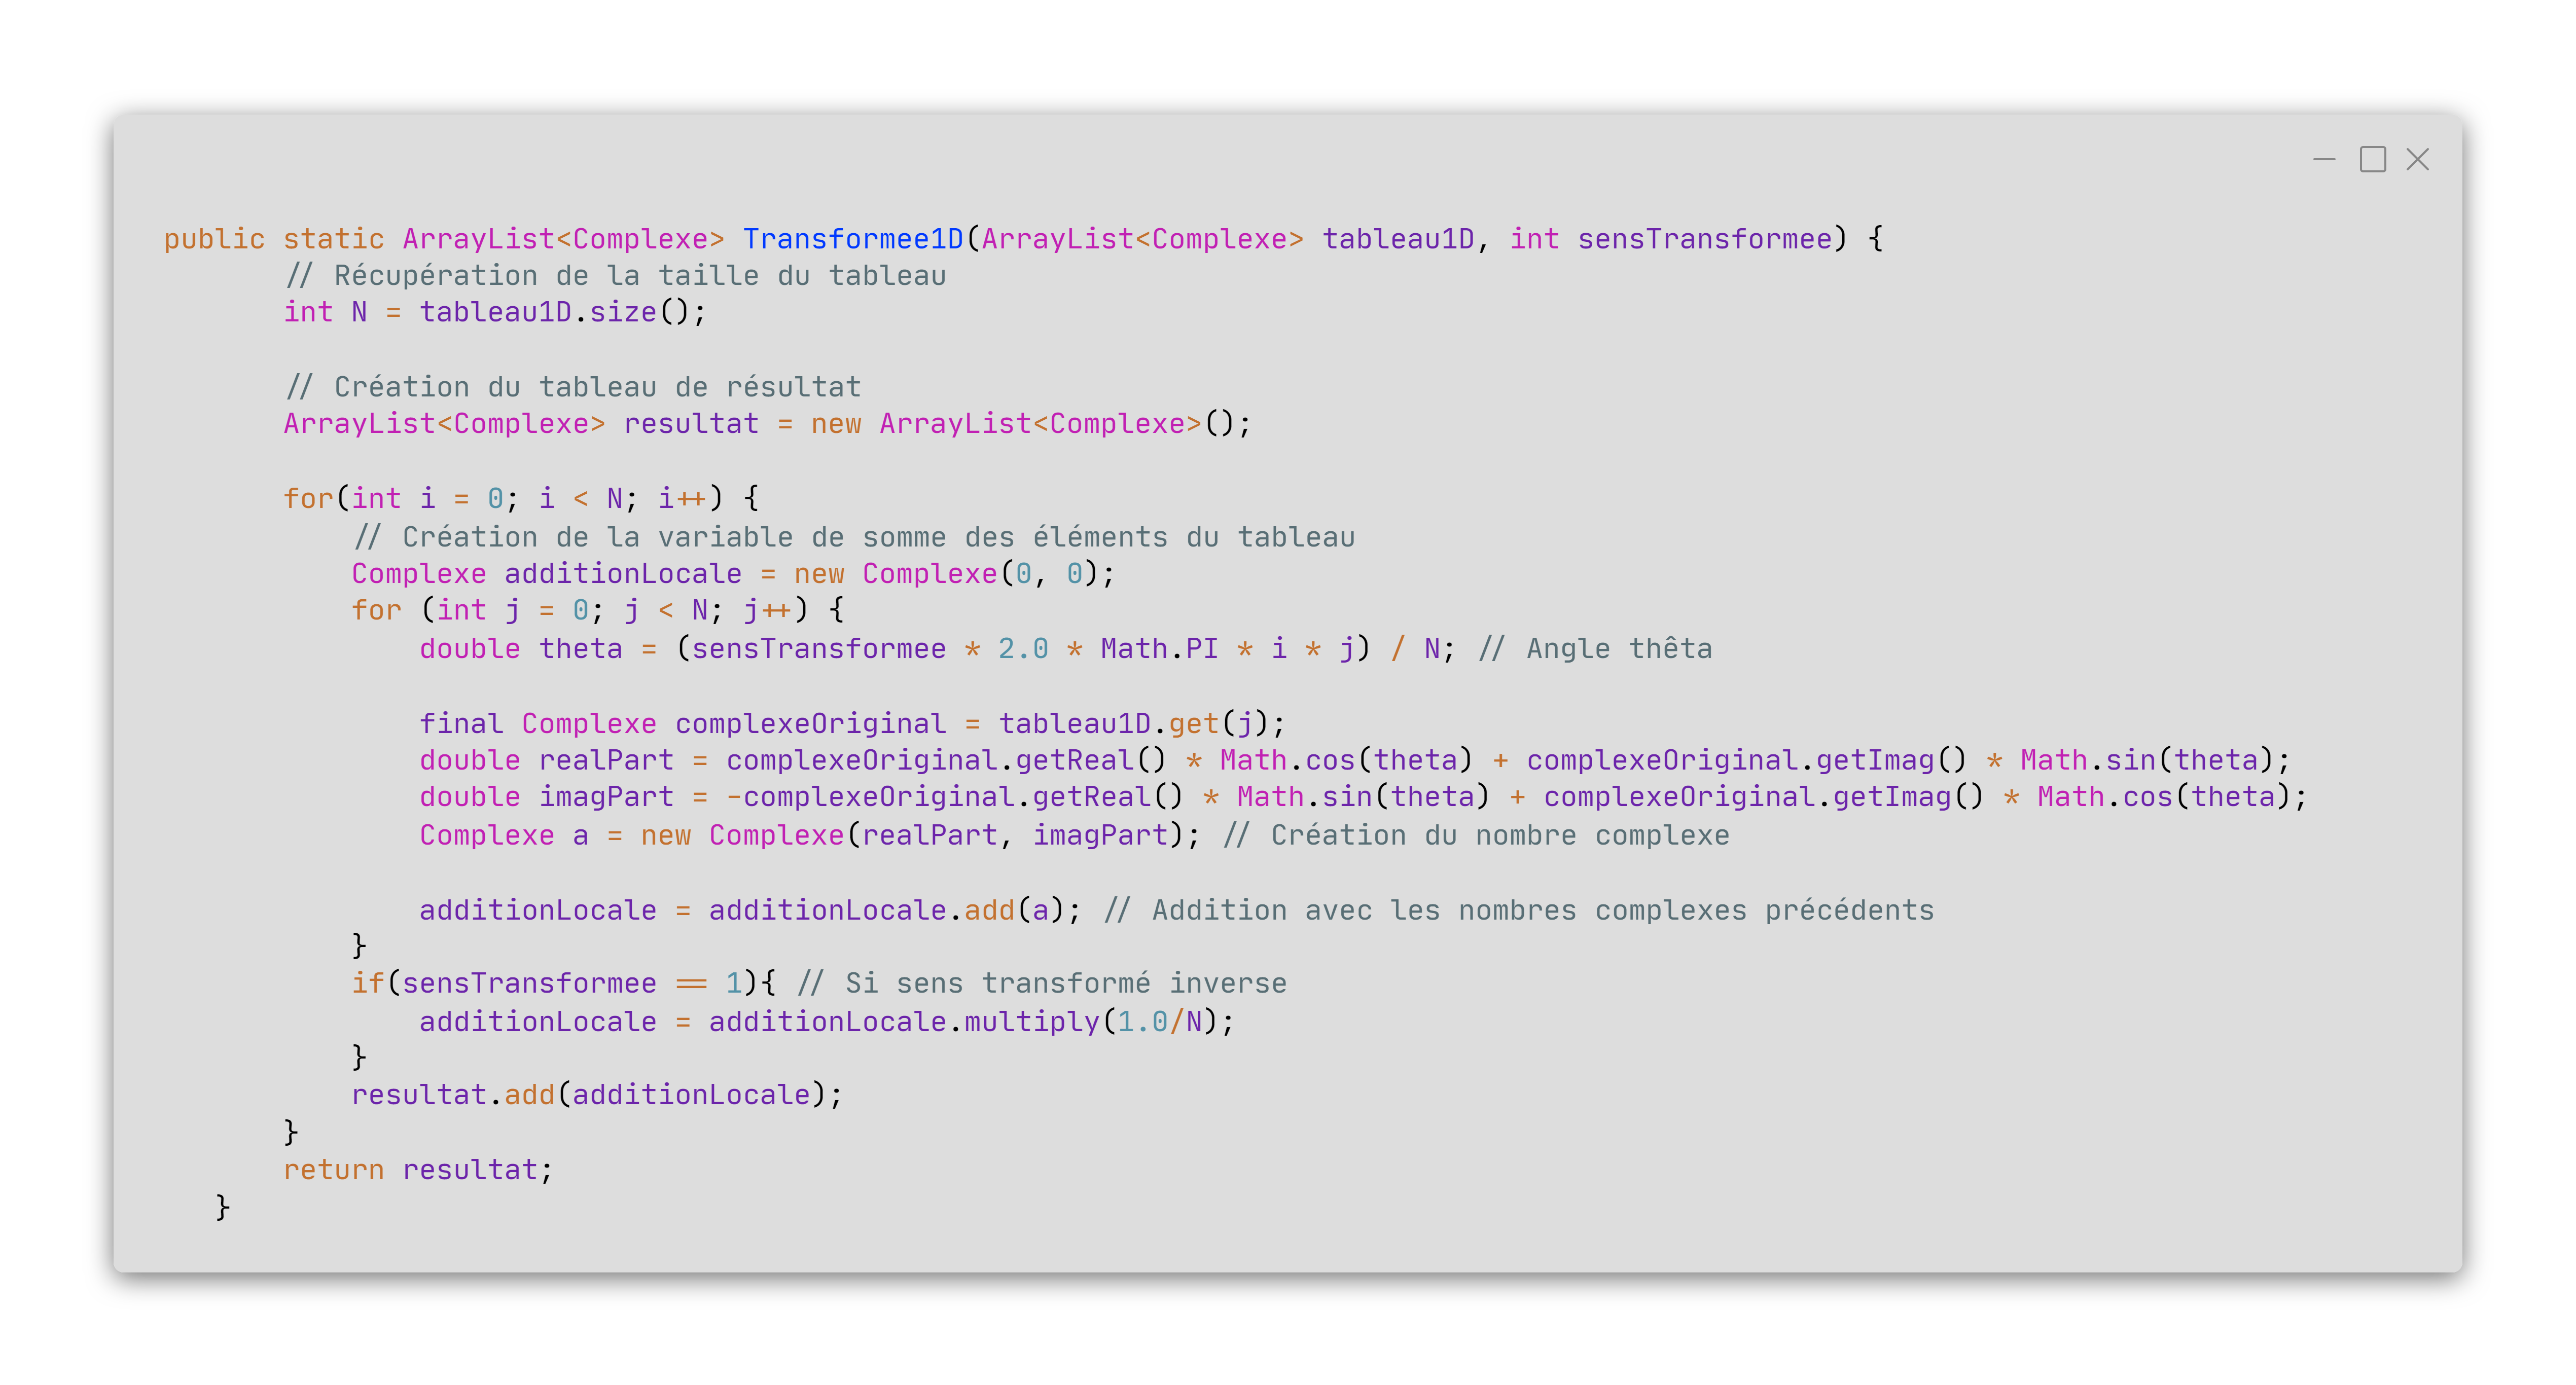 public static ArrayList<Complexe> Transformee1D(ArrayList<Complexe> tableau1D, int sensTransformee) {
// Récupération de la taille du tableau
int N = tableau1D.size();
// Création du tableau de résultat
ArrayList<Complexe> resultat = new ArrayList<Complexe>();
for(int i = 0; i < N; i++) {
// Création de la variable de somme des éléments du tableau
Complexe additionLocale = new Complexe(0, 0);
for (int j = 0; j < N; j++) {
double theta = (sensTransformee * 2.0 * Math.PI * i * j) / N; // Angle thêta
final Complexe complexeOriginal = tableau1D.get(j);
double realPart = complexeOriginal.getReal() * Math.cos(theta) + complexeOriginal.getImag() * Math.sin(theta);
double imagPart = -complexeOriginal.getReal() * Math.sin(theta) + complexeOriginal.getImag() * Math.cos(theta);
Complexe a = new Complexe(realPart, imagPart); // Création du nombre complexe
additionLocale = additionLocale.add(a); // Addition avec les nombres complexes précédents
}
if(sensTransformee == 1){ // Si sens transformé inverse
additionLocale = additionLocale.multiply(1.0/N);
}
resultat.add(additionLocale);
}
return resultat;
}